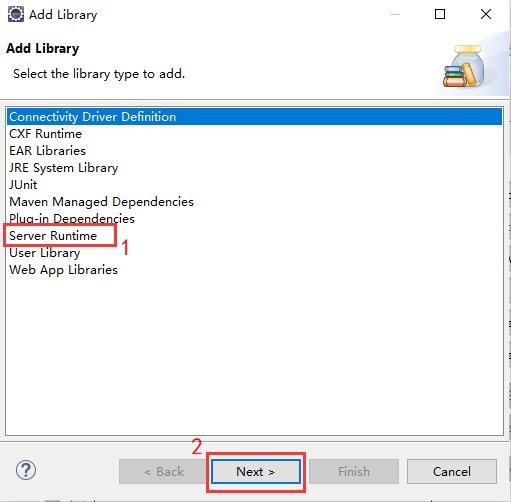 Add Library
Add Library
Select the library type to add.
Connectivity Driver Definition
CXF Runtime
EAR Libraries
JRE System Library
JUnit
Maven Managed Dependencies
Plug-in Dependencies
Server Runtime
1
User Library
Web App Libraries
2
?
< Back
Next >
Finish
Cancel